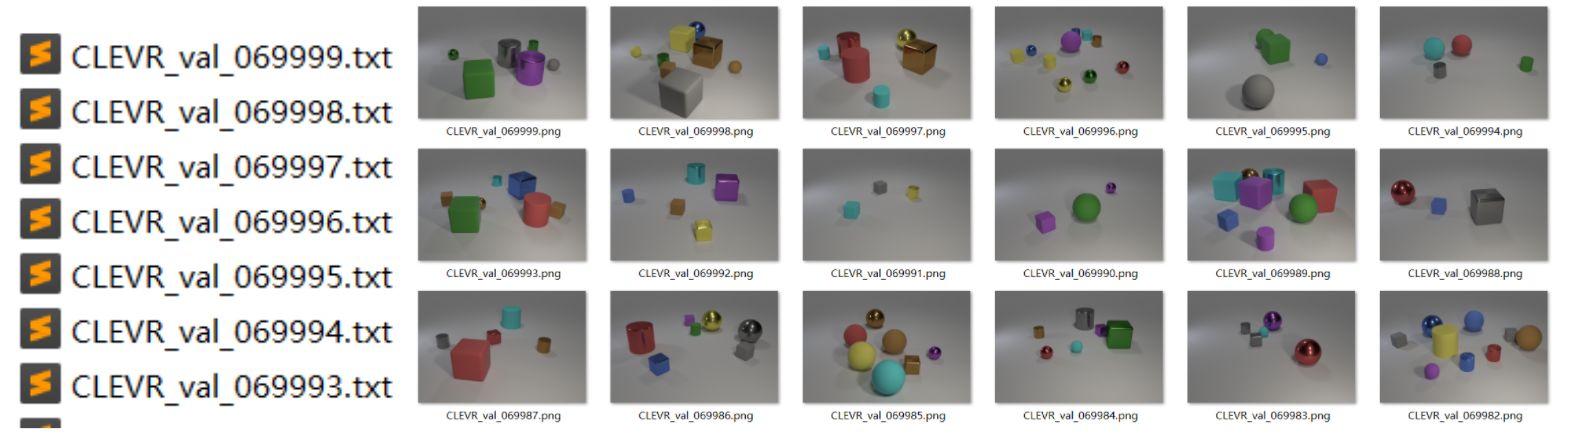 CLEVR_val_069999.txt
CLEVR_val_069998.txt
CLEVR_val_069997.txt
CLEVR_val_069996.txt
CLEVR_val_069995.txt
CLEVR_val_069994.txt
CLEVR_val_069993.txt
CLEVR_val_069999.png
CLEVR_val_069998.png
CLEVR_val_069997.png
CLEVR_val_069996.png
CLEVR_val_069995.png
CLEVR_val_069994.png
CLEVR_val_069993.png
CLEVR_val_069992.png
CLEVR_val_069991.png
CLEVR_val_069990.png
CLEVR_val_069989.png
CLEVR_val_069988.png
CLEVR_val_069987.png
CLEVR_val_069986.png
CLEVR_val_069985.png
CLEVR_val_069984.png
CLEVR_val_069983.png
CLEVR_val_069982.png